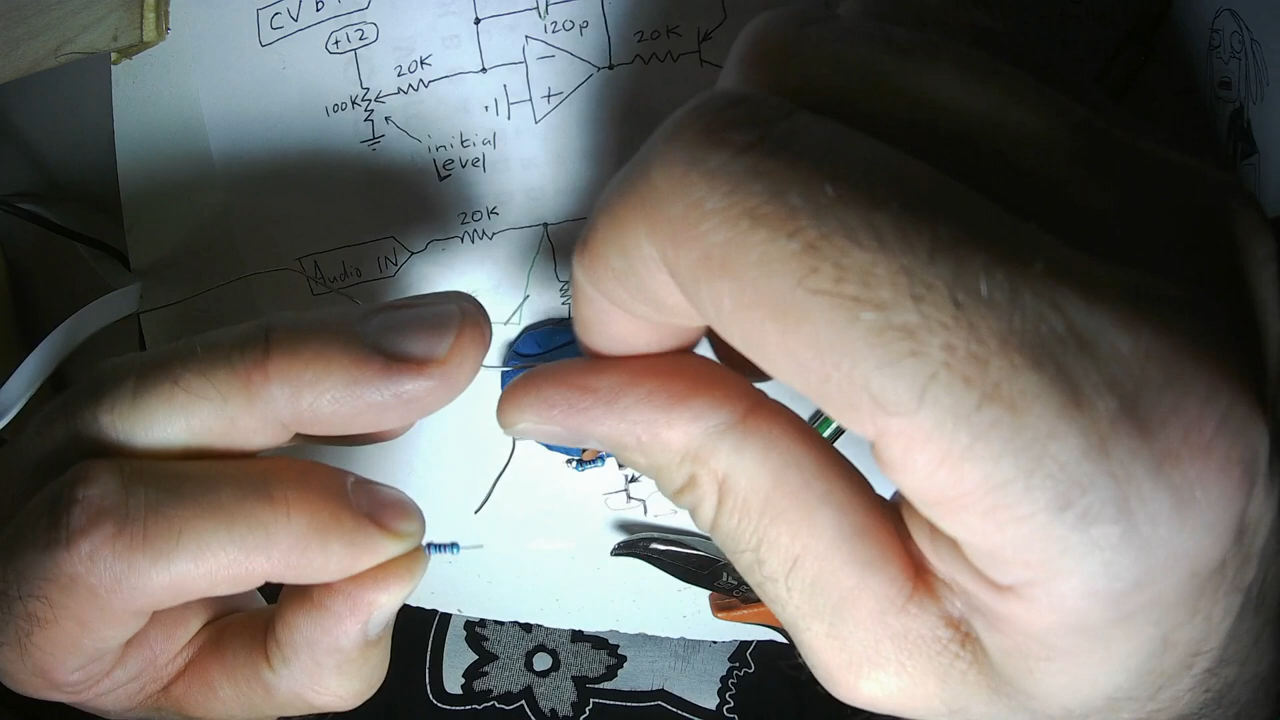 CV
+12
120p
20K
20K
100K
-
+
initial
Level
20K
Audio IN